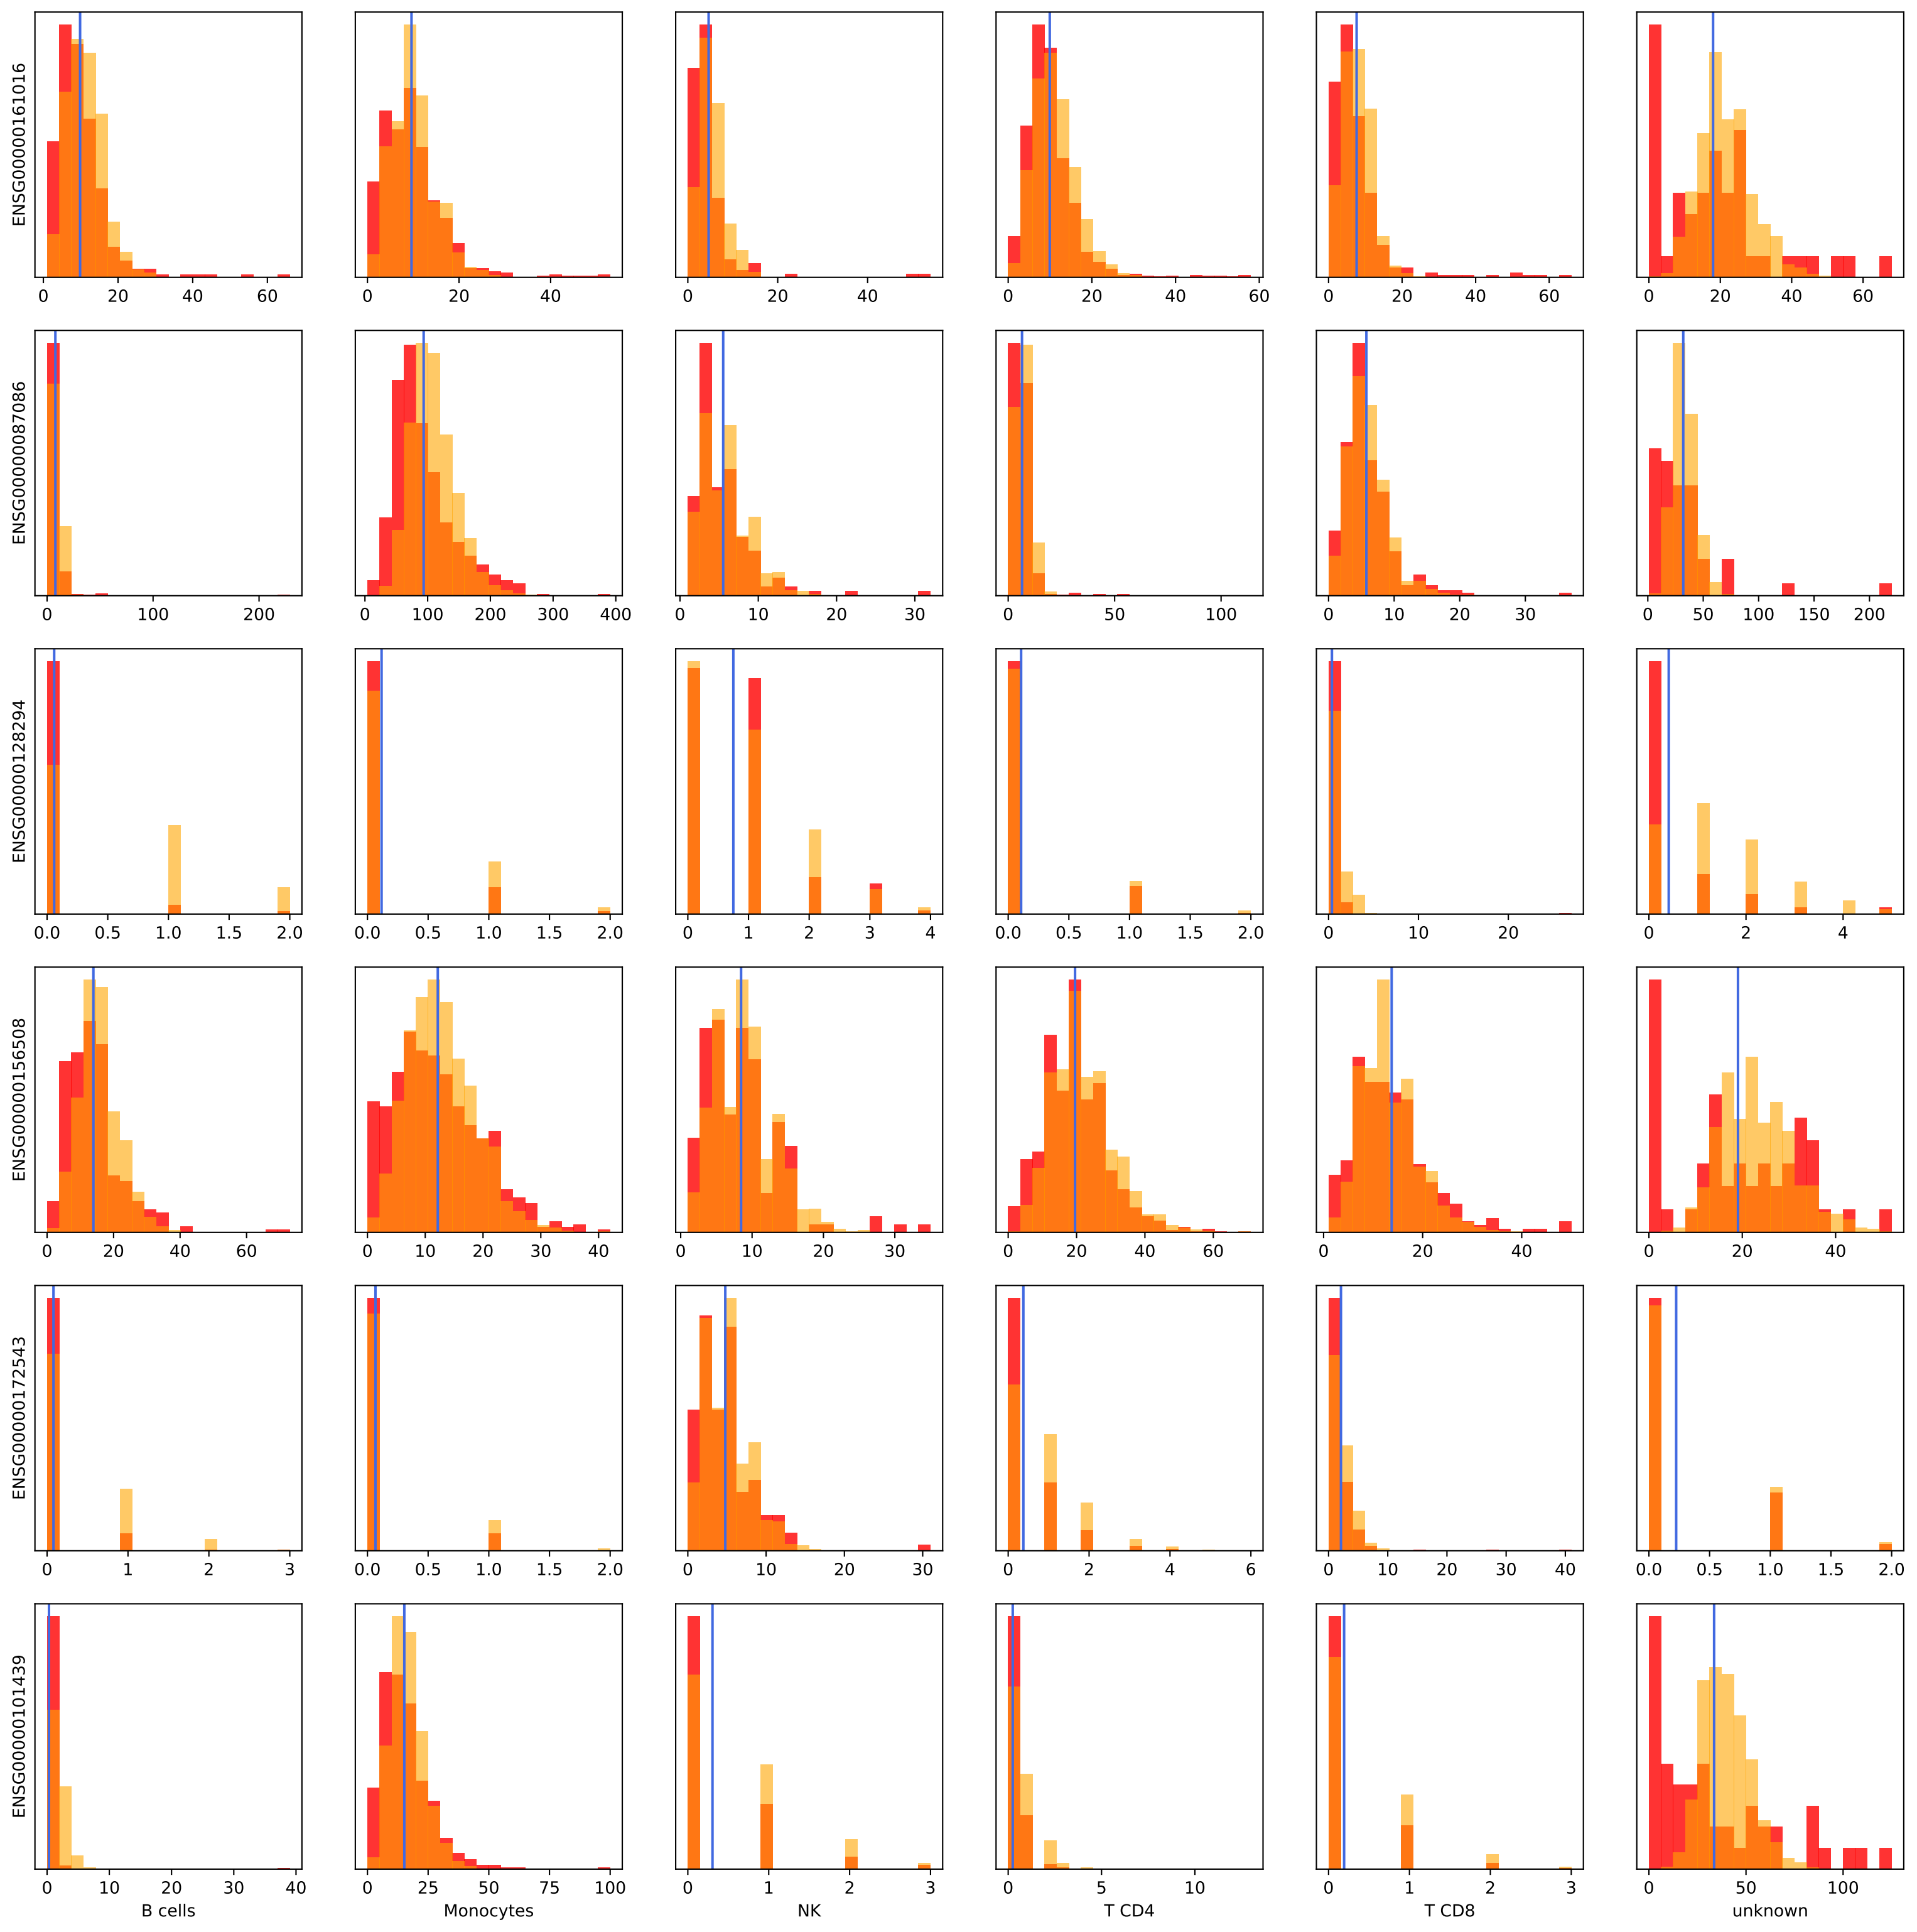 ENSG00000161016
0 20 40 60
0 20 40
0 20 40
0 20 40 60
0 20 40 60
0 20 40 60
ENSG00000087086
0 100 200
0 100 200 300 400
0 10 20 30
0 50 100
0 10 20 30
0 50 100 150 200
ENSG00000128294
0.0 0.5 1.0 1.5 2.0
0.0 0.5 1.0 1.5 2.0
0 1 2 3 4
0.0 0.5 1.0 1.5 2.0
0 10 20
0 2 4
ENSG00000156508
0 20 40 60
0 10 20 30 40
0 10 20 30
0 20 40 60
0 20 40
0 20 40
ENSG00000172543
0 1 2 3
0.0 0.5 1.0 1.5 2.0
0 10 20 30
0 2 4 6
0 10 20 30 40
0.0 0.5 1.0 1.5 2.0
ENSG00000101439
0 10 20 30 40
0 25 50 75 100
0 1 2 3
0 5 10
0 1 2 3
0 50 100
B cells
Monocytes
NK
T CD4
T CD8
unknown